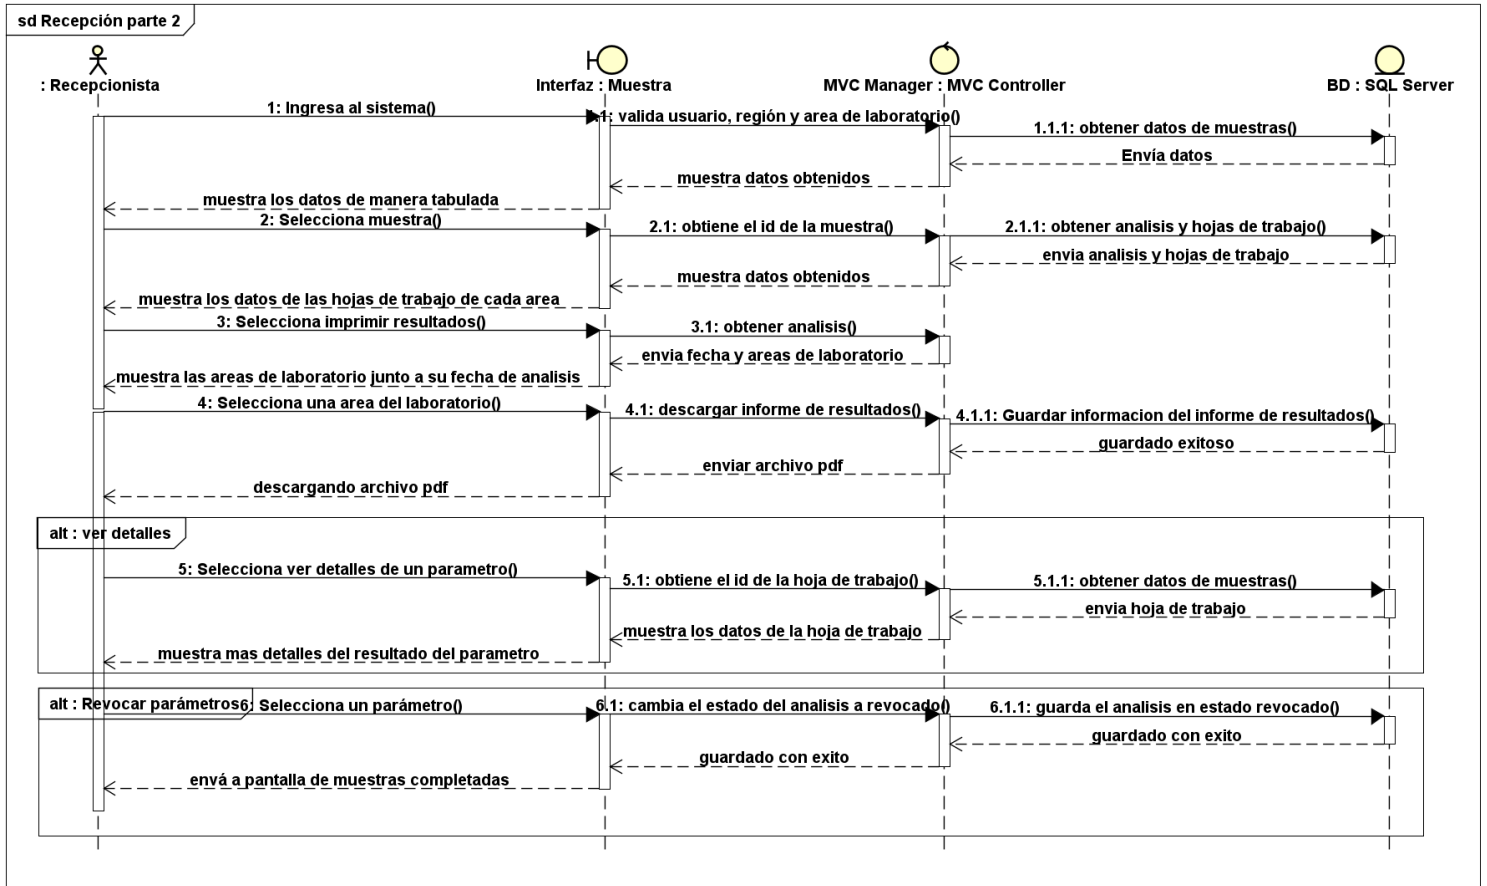 sd Recepción parte 2
: Recepcionista
Interfaz : Muestra
MVC Manager : MVC Controller
BD : SQL Server
1: Ingresa al sistema()
1.1: valida usuario, región y area de laboratorio()
1.1.1: obtener datos de muestras()
Envía datos
muestra datos obtenidos
muestra los datos de manera tabulada
2: Selecciona muestra()
2.1: obtiene el id de la muestra()
2.1.1: obtener analisis y hojas de trabajo()
envia analisis y hojas de trabajo
muestra datos obtenidos
muestra los datos de las hojas de trabajo de cada area
3: Selecciona imprimir resultados()
3.1: obtener analisis()
envia fecha y areas de laboratorio
muestra las areas de laboratorio junto a su fecha de analisis
4: Selecciona una area del laboratorio()
4.1: descargar informe de resultados()
4.1.1: Guardar informacion del informe de resultados()
guardado exitoso
enviar archivo pdf
descargando archivo pdf
alt : ver detalles
5: Selecciona ver detalles de un parametro()
5.1: obtiene el id de la hoja de trabajo()
5.1.1: obtener datos de muestras()
envia hoja de trabajo
muestra los datos de la hoja de trabajo
muestra mas detalles del resultado del parametro
alt : Revocar parámetros
6: Selecciona un parámetro()
6.1: cambia el estado del analisis a revocado()
6.1.1: guarda el analisis en estado revocado()
guardado con exito
guardado con exito
envá a pantalla de muestras completadas